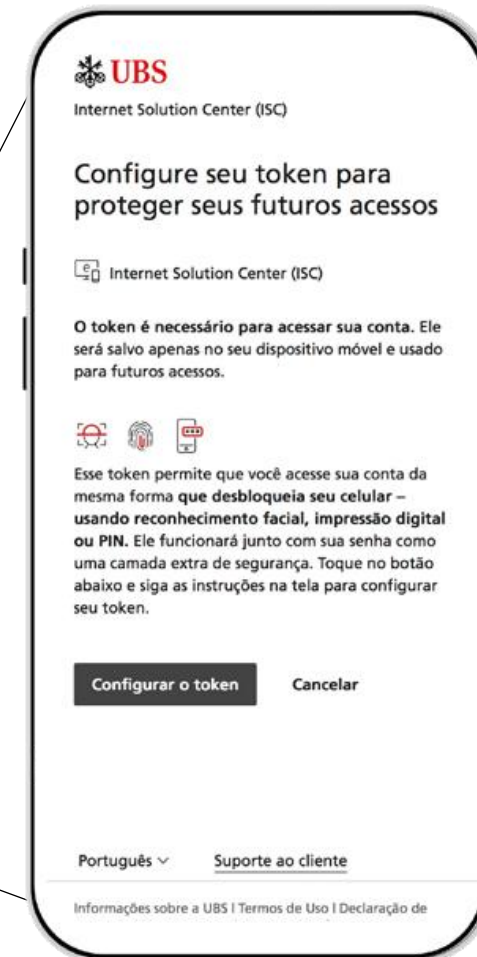 UBS
Internet Solution Center (ISC)
Configure seu token para
proteger seus futuros acessos
Internet Solution Center (ISC)
O token é necessário para acessar sua conta. Ele
será salvo apenas no seu dispositivo móvel e usado
para futuros acessos.
Esse token permite que você acesse sua conta da
mesma forma que desbloqueia seu celular –
usando reconhecimento facial, impressão digital
ou PIN. Ele funcionará junto com sua senha como
uma camada extra de segurança. Toque no botão
abaixo e siga as instruções na tela para configurar
seu token.
Configurar o token Cancelar
Português Suporte ao cliente
Informações sobre a UBS I Termos de Uso I Declaração de